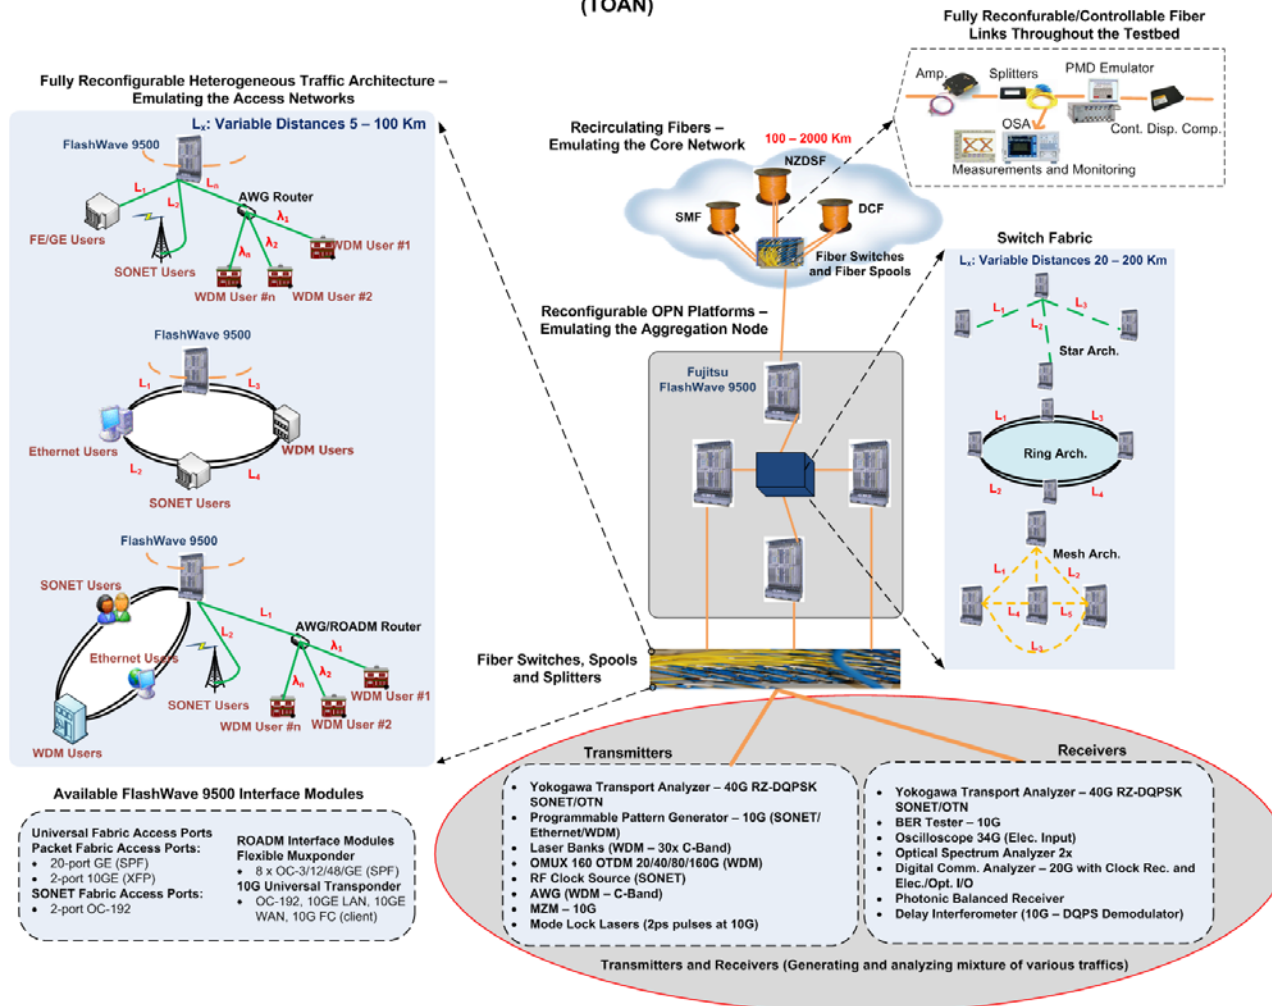 (TOAN)
Fully Reconfurable/Controllable Fiber
Links Throughout the Testbed
Amp.
Splitters
PMD Emulator
OSA
Cont. Disp. Comp.
Measurements and Monitoring
Fully Reconfigurable Heterogeneous Traffic Architecture –
Emulating the Access Networks
Lx: Variable Distances 5 – 100 Km
FlashWave 9500
L1
Ln
L2
AWG Router
λ1
λ2
λn
FE/GE Users
SONET Users
WDM User #1
WDM User #n
WDM User #2
FlashWave 9500
L1
L3
Ethernet Users
WDM Users
L2
L4
SONET Users
FlashWave 9500
SONET Users
L1
L2
AWG/ROADM Router
λ1
λ2
λn
Ethernet Users
SONET Users
WDM User #1
WDM User #n
WDM User #2
WDM Users
Recirculating Fibers –
Emulating the Core Network
100 – 2000 Km
NZDSF
SMF
DCF
Fiber Switches
and Fiber Spools
Reconfigurable OPN Platforms –
Emulating the Aggregation Node
Fujitsu
FlashWave 9500
Switch Fabric
Lx: Variable Distances 20 – 200 Km
L1
L3
L2
Star Arch.
L1
L3
Ring Arch.
L2
L4
Mesh Arch.
L1
L2
L4
L5
L3
Fiber Switches, Spools
and Splitters
Available FlashWave 9500 Interface Modules
Universal Fabric Access Ports
Packet Fabric Access Ports:
• 20-port GE (SPF)
• 2-port 10GE (XFP)
SONET Fabric Access Ports:
• 2-port OC-192
ROADM Interface Modules
Flexible Muxponder
• 8 x OC-3/12/48/GE (SPF)
10G Universal Transponder
• OC-192, 10GE LAN, 10GE
WAN, 10G FC (client)
Transmitters
• Yokogawa Transport Analyzer – 40G RZ-DQPSK
SONET/OTN
• Programmable Pattern Generator – 10G (SONET/
Ethernet/WDM)
• Laser Banks (WDM – 30x C-Band)
• OMUX 160 OTDM 20/40/80/160G (WDM)
• RF Clock Source (SONET)
• AWG (WDM – C-Band)
• MZM – 10G
• Mode Lock Lasers (2ps pulses at 10G)
Receivers
• Yokogawa Transport Analyzer – 40G RZ-DQPSK
SONET/OTN
• BER Tester – 10G
• Oscilloscope 34G (Elec. Input)
• Optical Spectrum Analyzer 2x
• Digital Comm. Analyzer – 20G with Clock Rec. and
Elec./Opt. I/O
• Photonic Balanced Receiver
• Delay Interferometer (10G – DQPS Demodulator)
Transmitters and Receivers (Generating and analyzing mixture of various traffics)